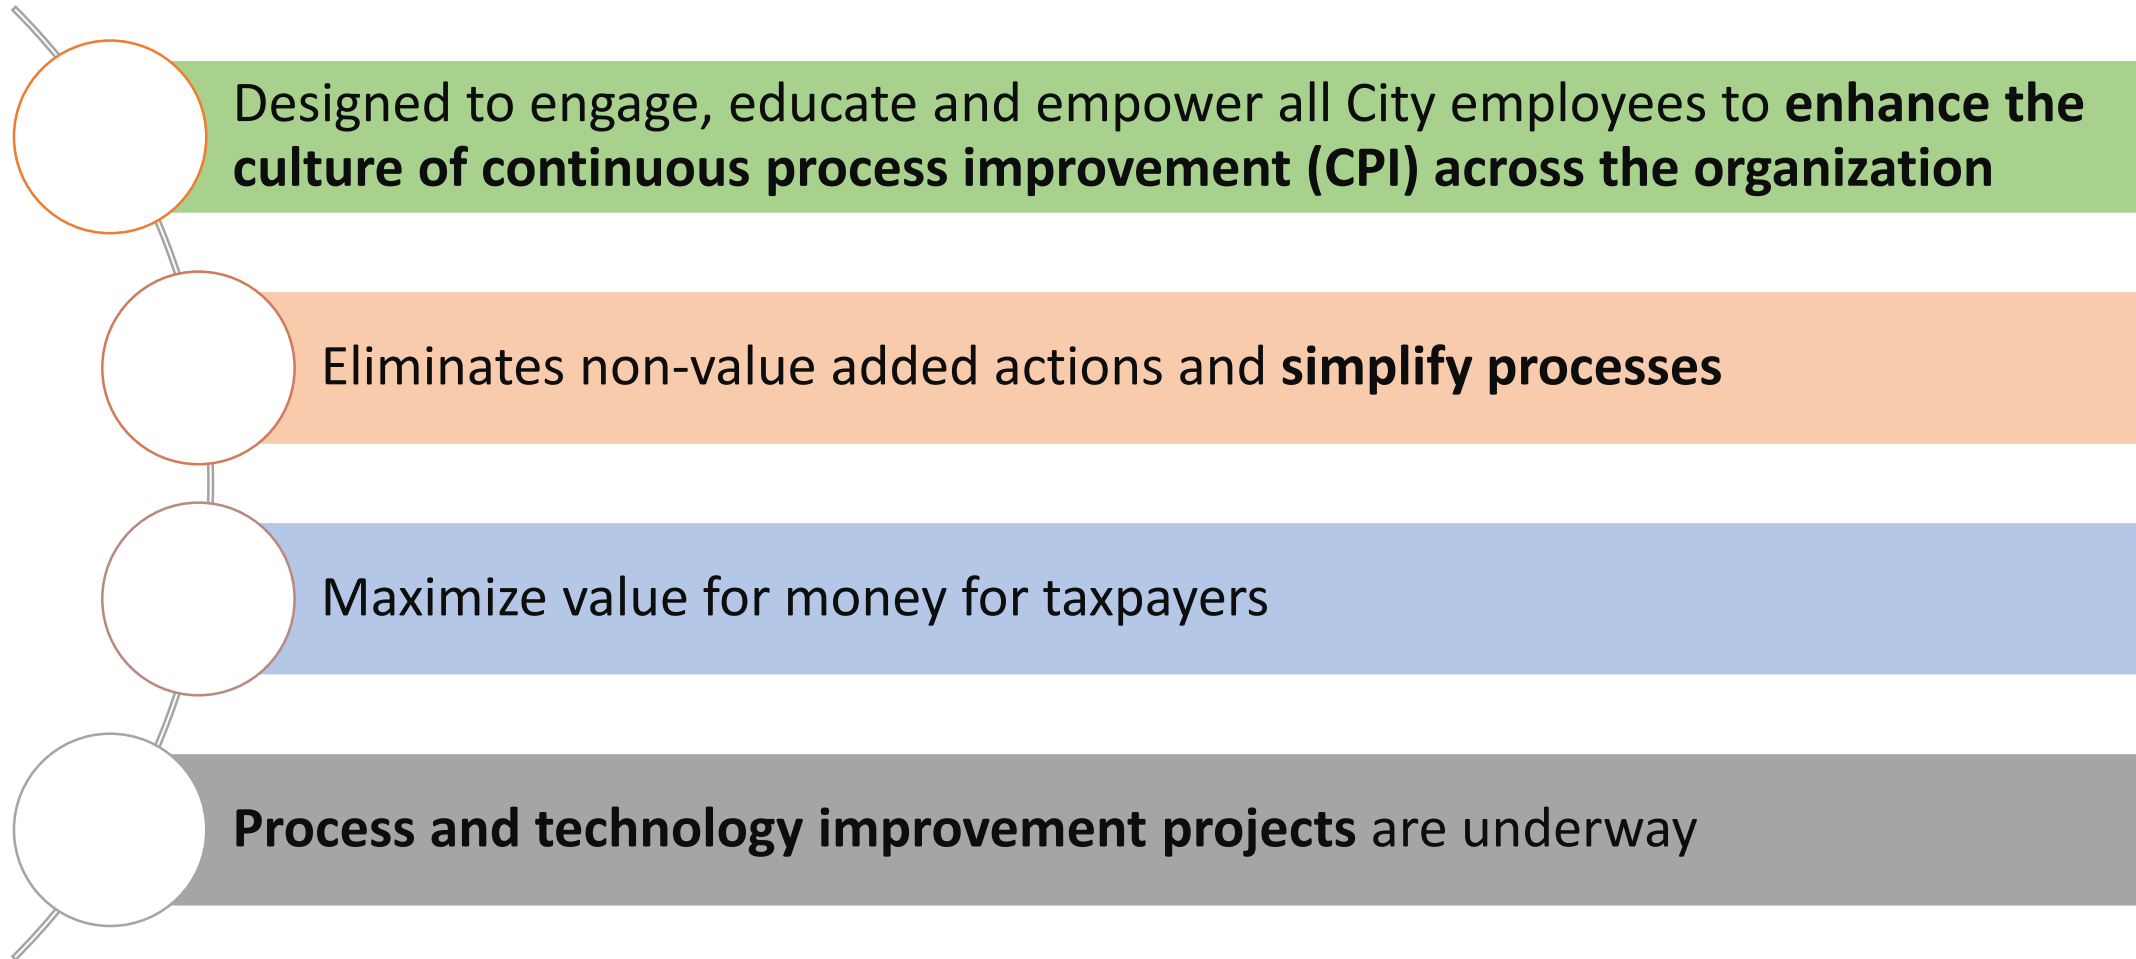 Designed to engage, educate and empower all City employees to enhance the
culture of continuous process improvement (CPI) across the organization
Eliminates non-value added actions and simplify processes
Maximize value for money for taxpayers
Process and technology improvement projects are underway